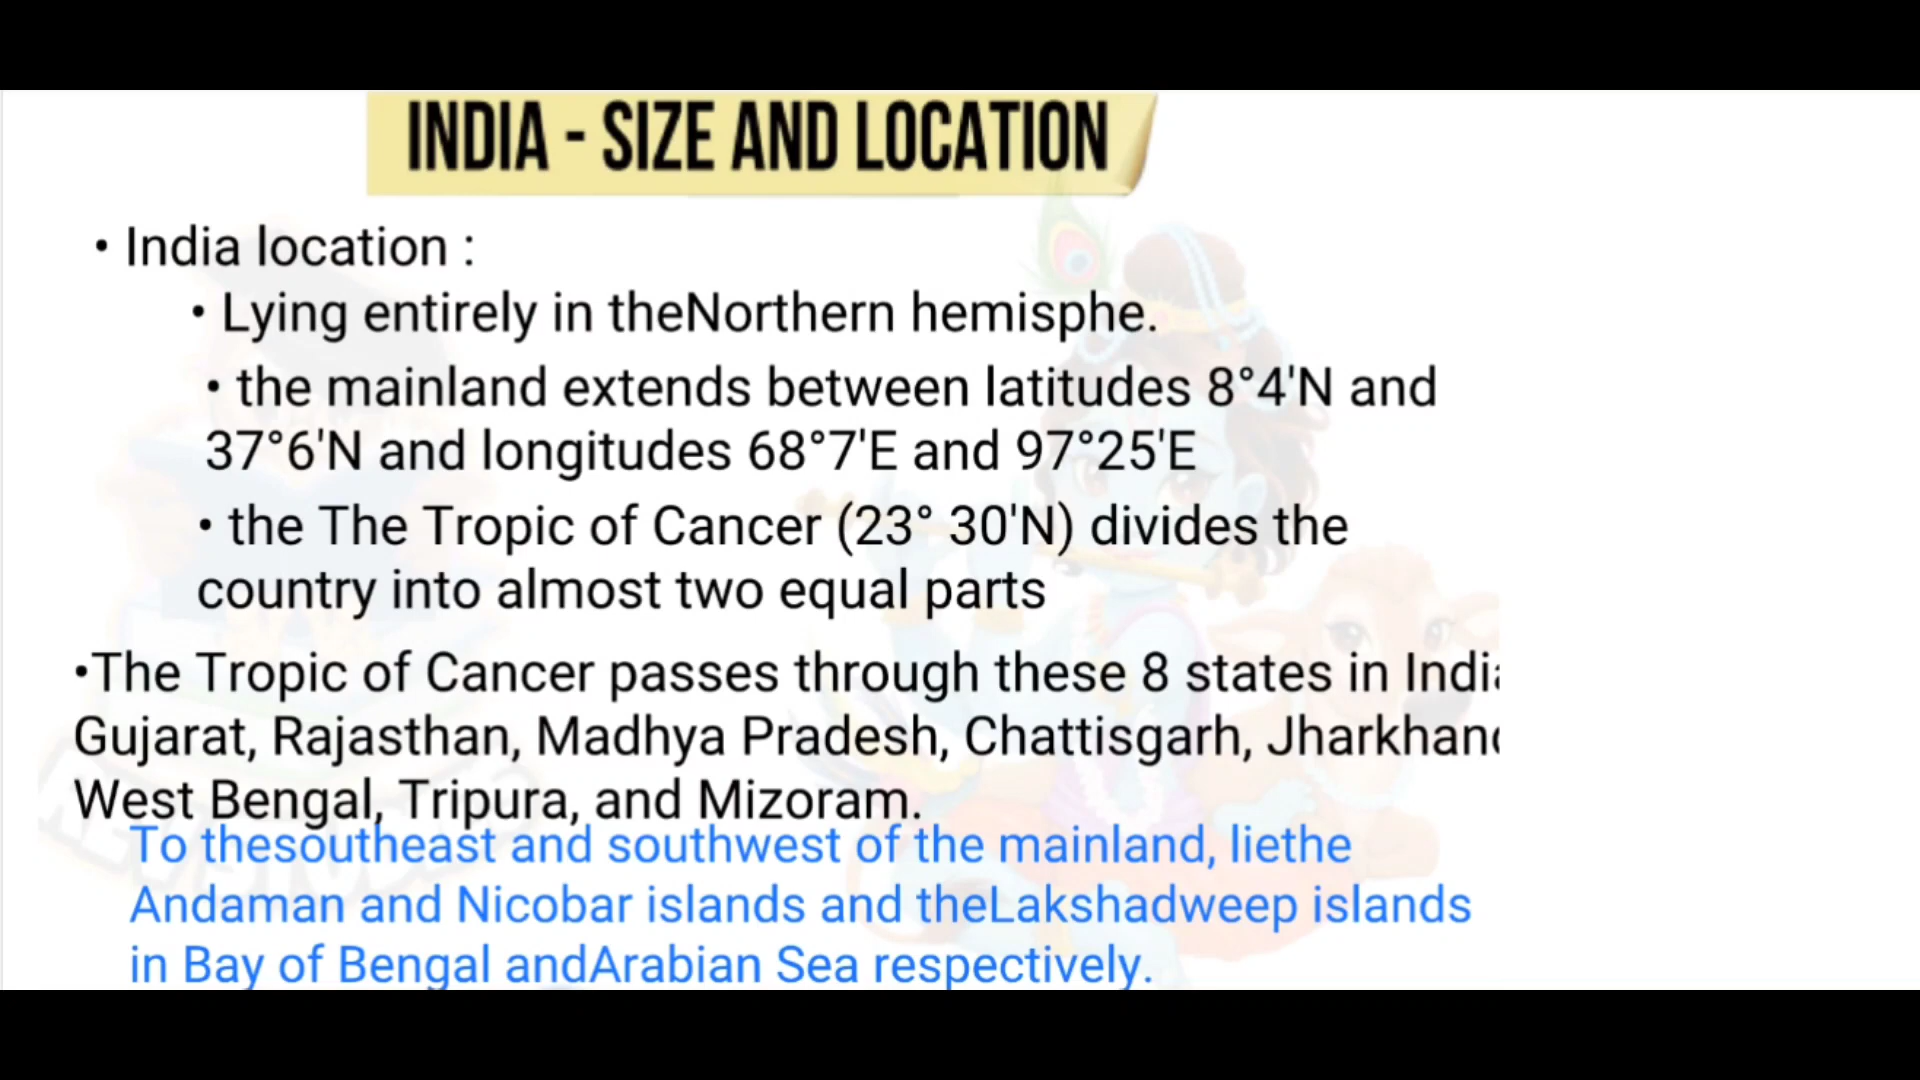 INDIA - SIZE AND LOCATION
• India location :
• Lying entirely in theNorthern hemisphe.
• the mainland extends between latitudes 8°4'N and
37°6'N and longitudes 68°7'E and 97°25'E
• the The Tropic of Cancer (23° 30'N) divides the
country into almost two equal parts
•The Tropic of Cancer passes through these 8 states in India
Gujarat, Rajasthan, Madhya Pradesh, Chattisgarh, Jharkhand
West Bengal, Tripura, and Mizoram.
To thesoutheast and southwest of the mainland, liethe
Andaman and Nicobar islands and theLakshadweep islands
in Bay of Bengal andArabian Sea respectively.